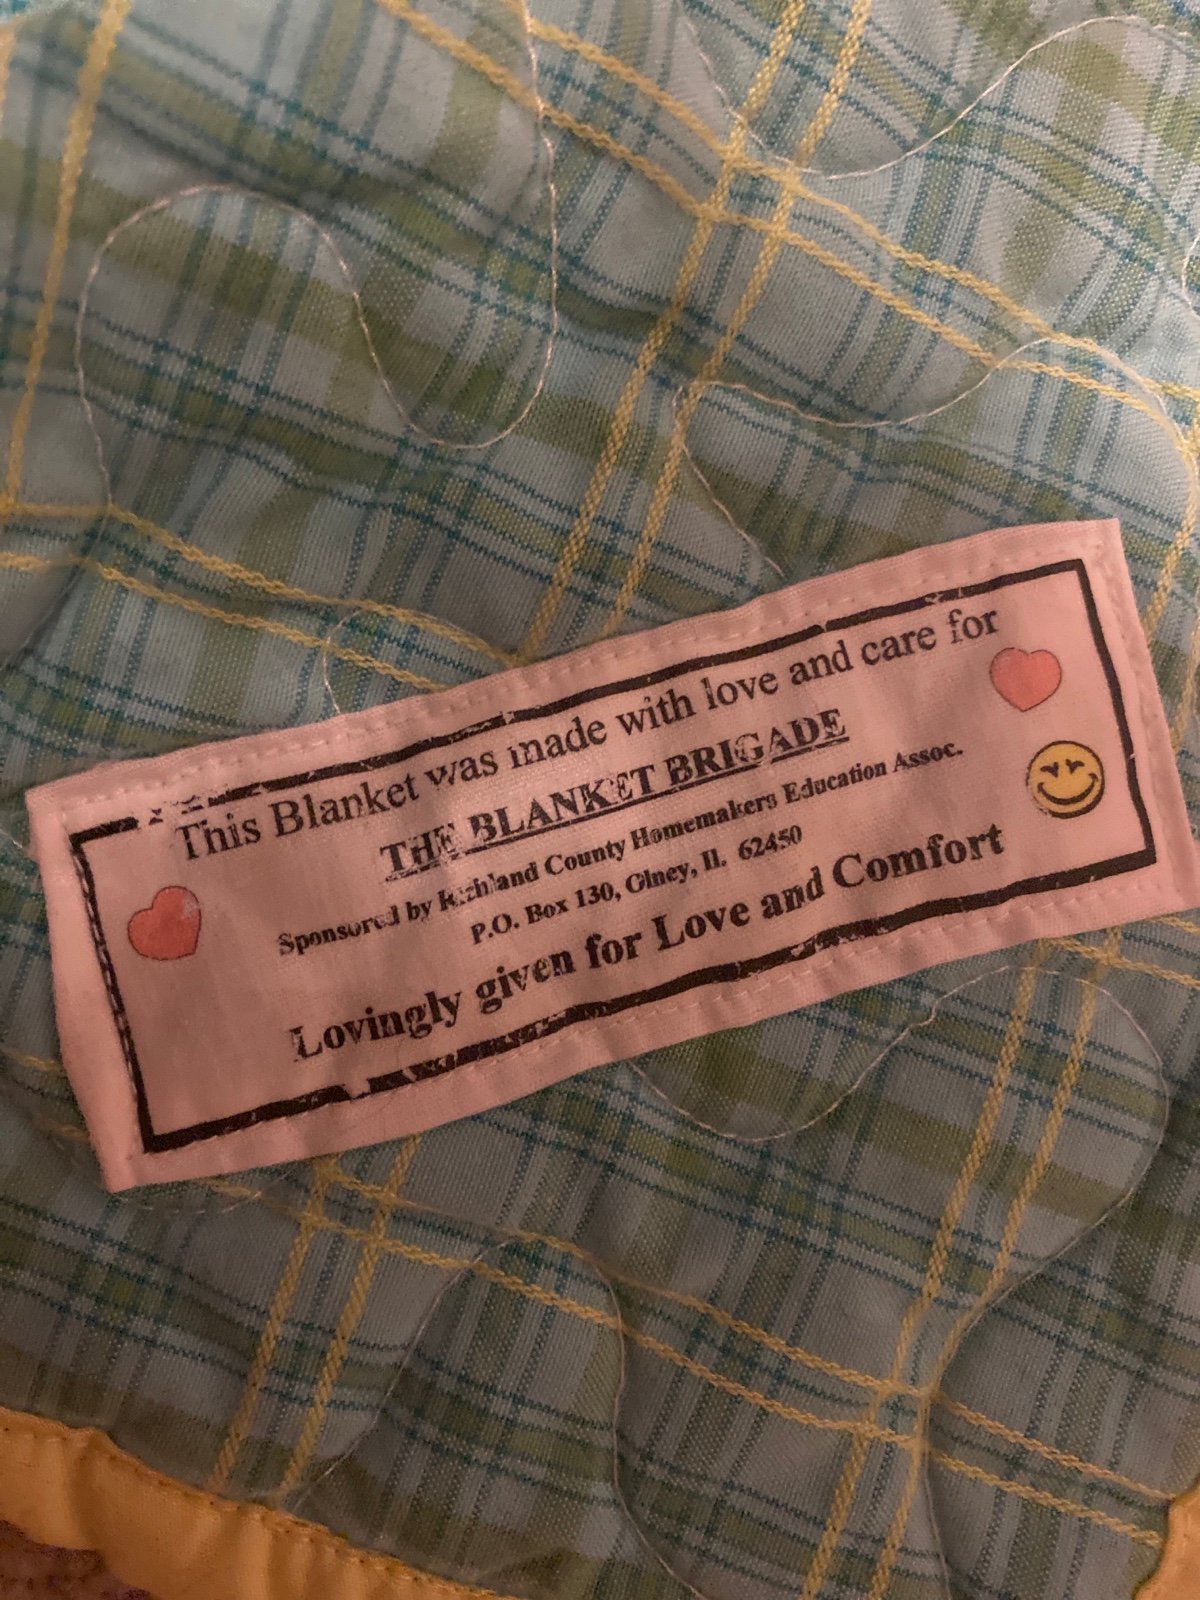 This Blanket was made with love and care for
THE BLANKET BRIGADE
Sponsored by Richland County Homemakers Education Assoc.
P.O. Box 130, Olney, Il. 62450
Lovingly given for Love and Comfort